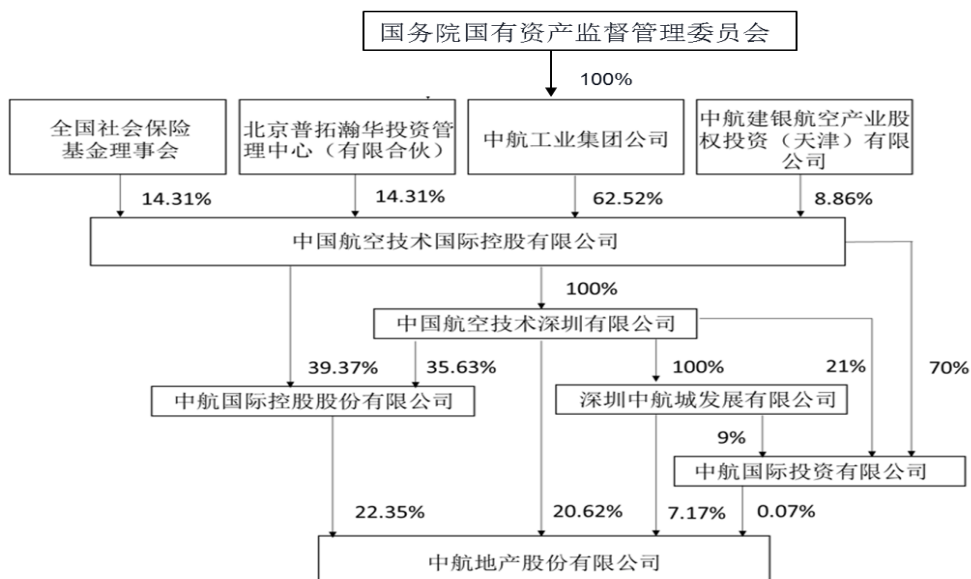 国务院国有资产监督管理委员会
100%
全国社会保险
基金理事会
北京普拓瀚华投资管
理中心（有限合伙）
中航工业集团公司
中航建银航空产业股
权投资（天津）有限
公司
14.31%
14.31%
62.52%
8.86%
中国航空技术国际控股有限公司
100%
中国航空技术深圳有限公司
39.37%
35.63%
100%
21%
70%
中航国际控股股份有限公司
深圳中航城发展有限公司
9%
中航国际投资有限公司
22.35%
20.62%
7.17%
0.07%
中航地产股份有限公司